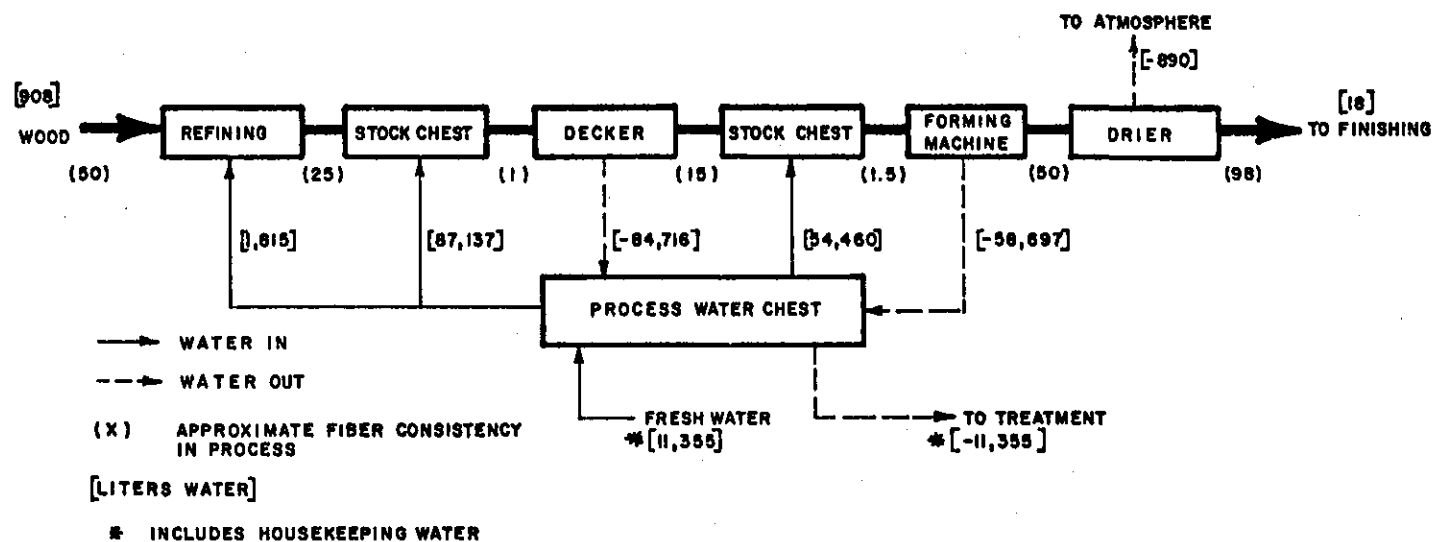 TO ATMOSPHERE
[-890]
[908]
WOOD
(50)
REFINING
(25)
STOCK CHEST
(1)
DECKER
(15)
STOCK CHEST
(1.5)
FORMING
MACHINE
(50)
DRIER
(98)
[18]
TO FINISHING
[1,815]
[87,137]
[-84,716]
[54,460]
[-58,697]
PROCESS WATER CHEST
WATER IN
WATER OUT
(X) APPROXIMATE FIBER CONSISTENCY
IN PROCESS
[LITERS WATER]
* INCLUDES HOUSEKEEPING WATER
FRESH WATER
*[11,355]
TO TREATMENT
*[-11,355]